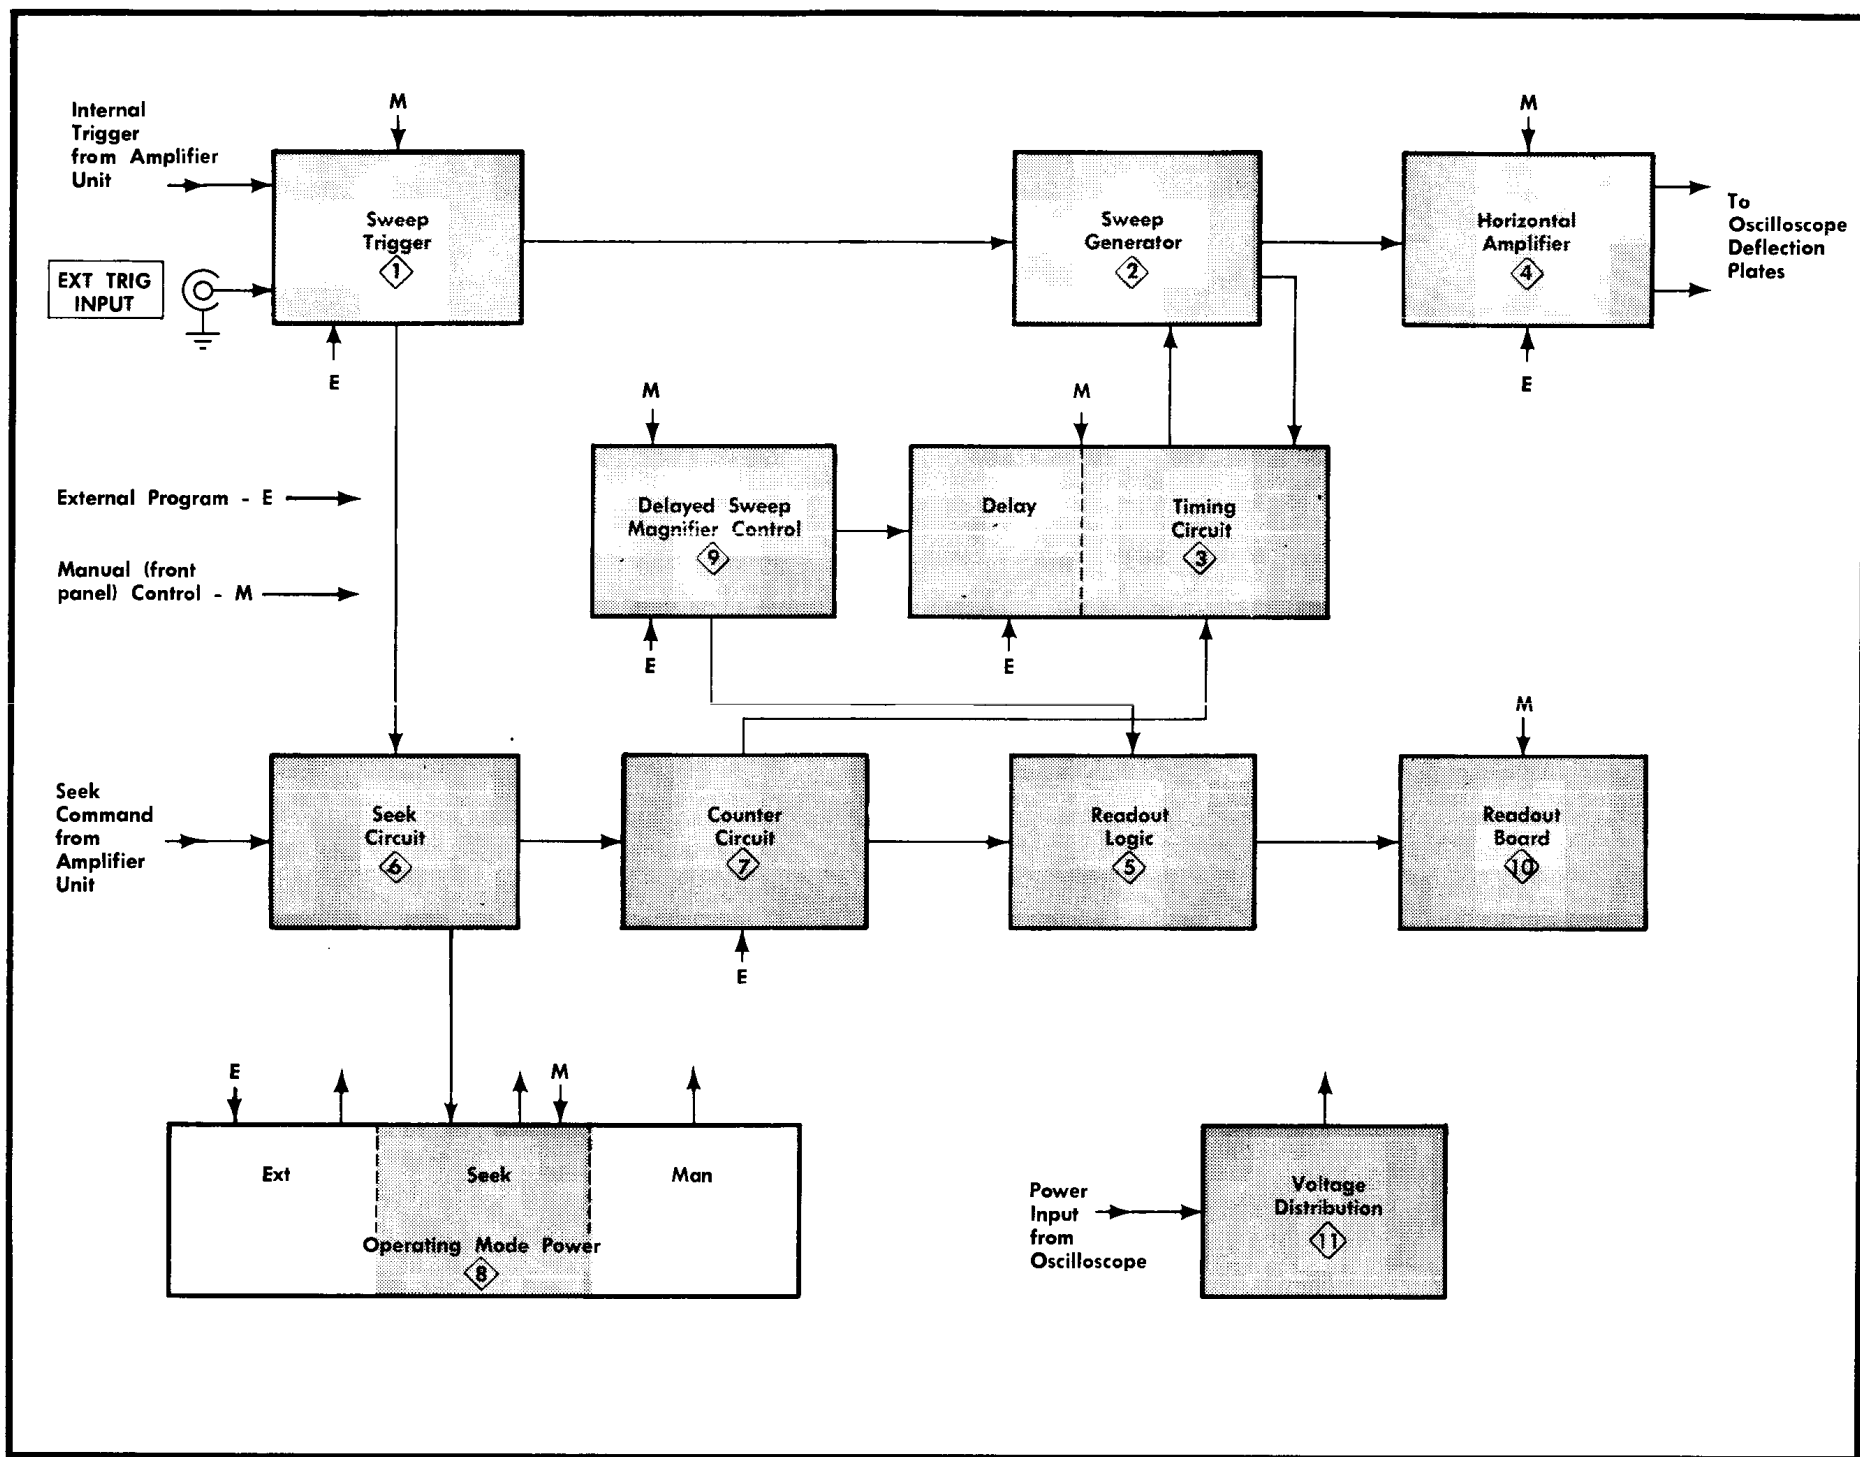 Internal
Trigger
from Amplifier
Unit
M
Sweep
Trigger
1
EXT TRIG
INPUT
E
Sweep
Generator
2
M
Horizontal
Amplifier
4
E
To
Oscilloscope
Deflection
Plates
External Program - E
Manual (front
panel) Control - M
M
Delayed Sweep
Magnifier Control
9
E
M
Delay
Timing
Circuit
3
E
Seek
Command
from
Amplifier
Unit
Seek
Circuit
6
Counter
Circuit
7
E
Readout
Logic
5
M
Readout
Board
10
E
M
Ext
Seek
Man
Operating Mode Power
8
Power
Input
from
Oscilloscope
Voltage
Distribution
11